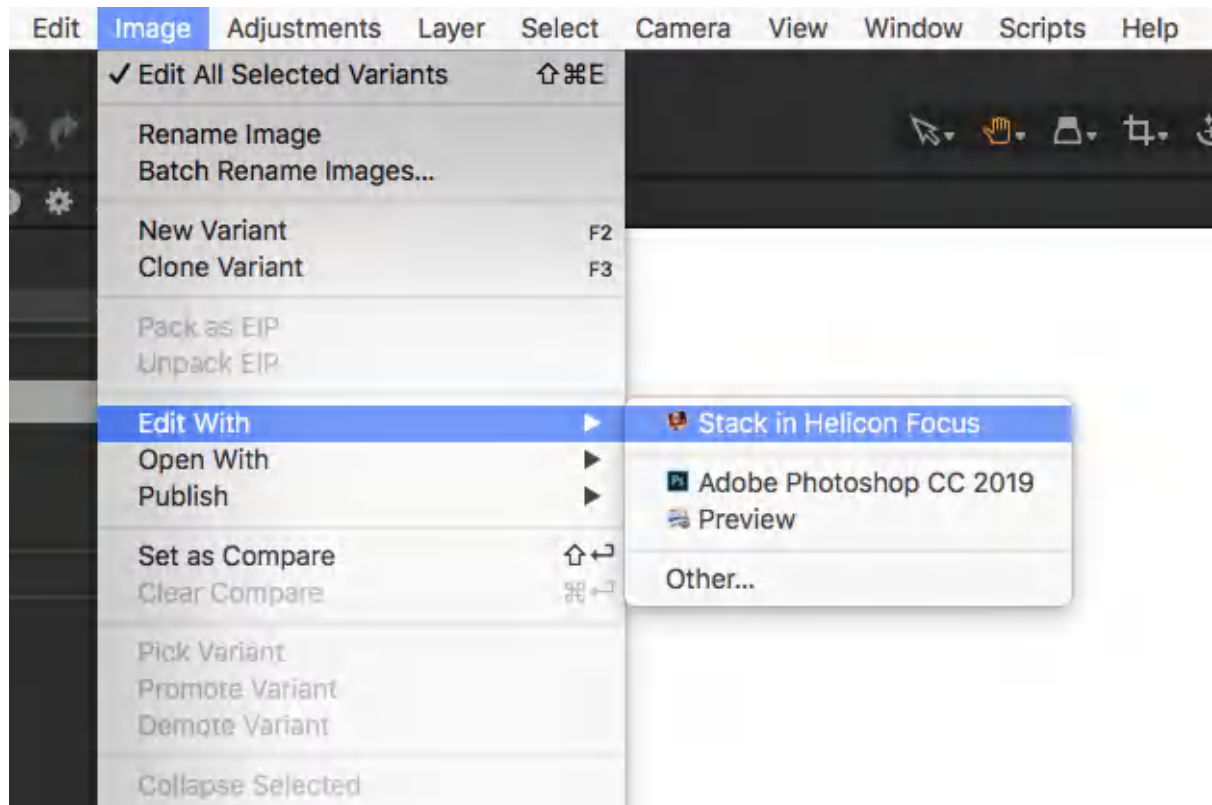 Edit Image Adjustments Layer Select Camera View Window Scripts Help
✓ Edit All Selected Variants ⇧⌘E
Rename Image
Batch Rename Images...
New Variant F2
Clone Variant F3
Pack as EIP
Unpack EIP
Edit With ▶
Open With ▶
Publish ▶
Set as Compare ⇧↩
Clear Compare ⌘↩
Pick Variant
Promote Variant
Demote Variant
Collapse Selected
Stack in Helicon Focus
Ps Adobe Photoshop CC 2019
Preview
Other...